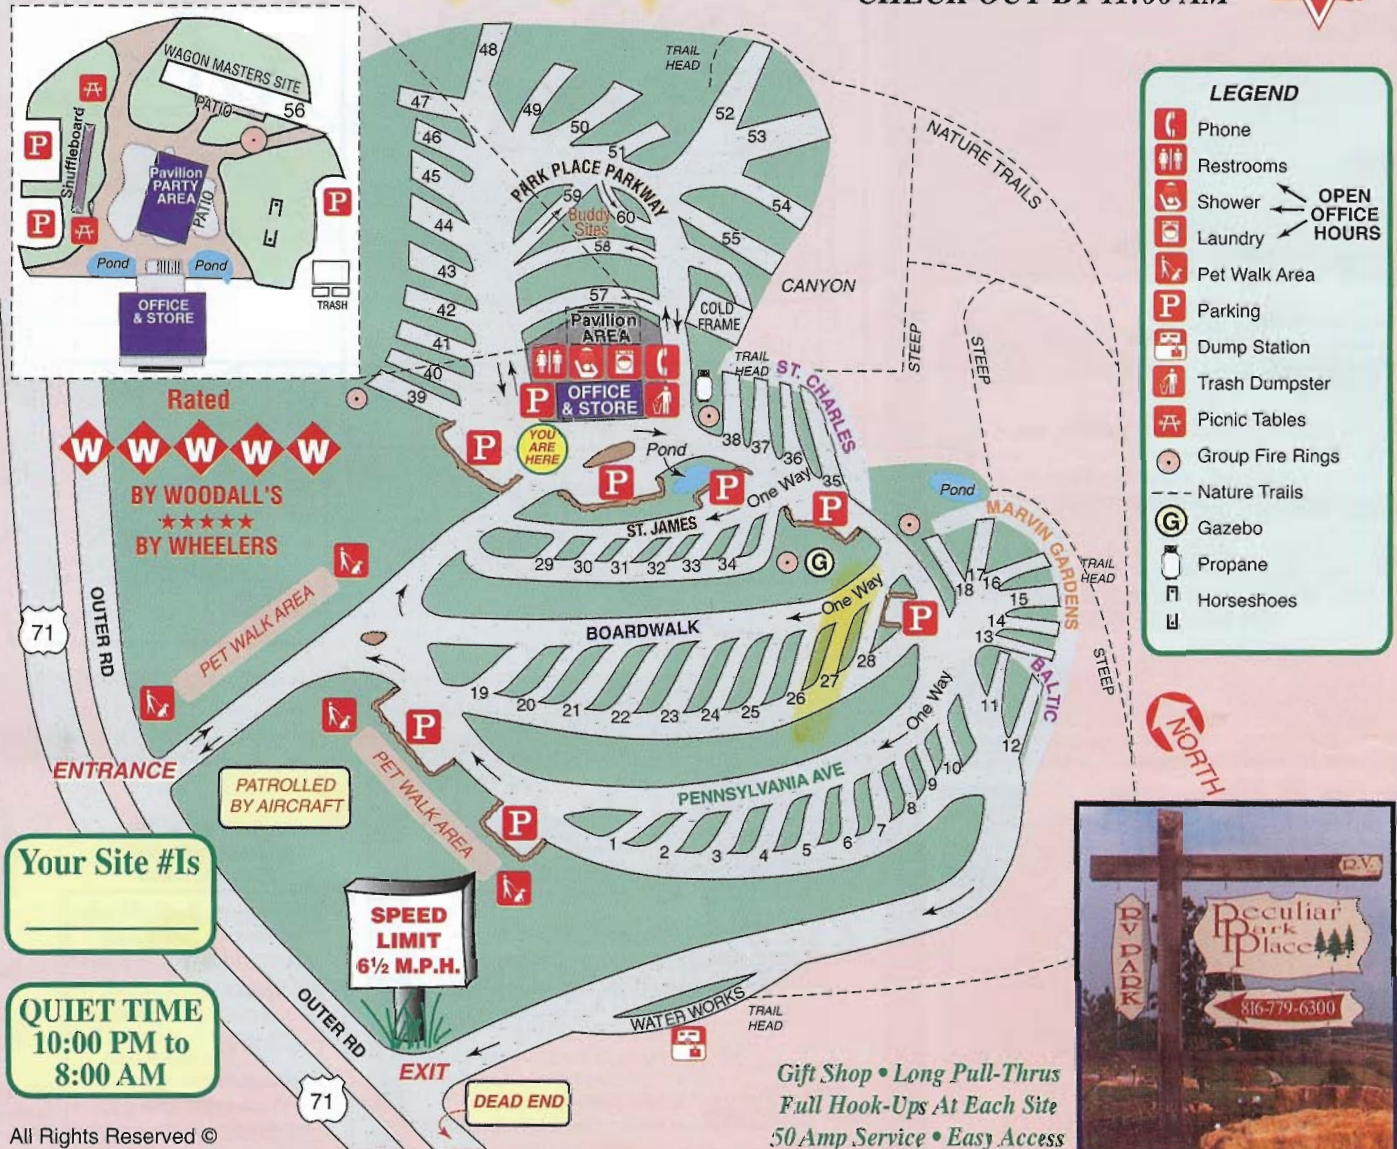 CHECK OUT BY 11:00 AM
WAGON MASTERS SITE
PATIO
56
Shuffleboard
P
P
P
Pavilion
PARTY
AREA
PATIO
Pond
Pond
OFFICE
& STORE
TRASH
48
47
49
50
51
52
53
54
55
46
45
44
43
42
41
40
39
TRAIL
HEAD
NATURE TRAILS
PARK PLACE PARKWAY
59
60
Buddy
Sites
58
57
Pavilion
AREA
COLD
FRAME
CANYON
STEEP
STEEP
TRAIL
HEAD
P
OFFICE
& STORE
ST. CHARLES
38
37
36
35
YOU
ARE
HERE
P
P
P
P
Pond
One Way
ST. JAMES
29
30
31
32
33
34
G
Pond
MARVIN GARDENS
TRAIL
HEAD
18
17
16
15
14
13
BALTIC
STEEP
One Way
P
BOARDWALK
19
20
21
22
23
24
25
26
27
28
One Way
11
12
PENNSYLVANIA AVE
1
2
3
4
5
6
7
8
9
10
P
P
Rated
W W W W W
BY WOODALL'S
★★★★★
BY WHEELERS
71
OUTER RD
PET WALK AREA
ENTRANCE
PATROLLED
BY AIRCRAFT
PET WALK AREA
Your Site #Is
SPEED
LIMIT
6½ M.P.H.
QUIET TIME
10:00 PM to
8:00 AM
OUTER RD
EXIT
71
DEAD END
WATER WORKS
TRAIL
HEAD
All Rights Reserved ©
Gift Shop • Long Pull-Thrus
Full Hook-Ups At Each Site
50 Amp Service • Easy Access
LEGEND
Phone
Restrooms
Shower
Laundry
OPEN
OFFICE
HOURS
Pet Walk Area
P Parking
Dump Station
Trash Dumpster
Picnic Tables
Group Fire Rings
Nature Trails
G Gazebo
Propane
Horseshoes
NORTH
R.V.
RV PARK
Peculiar
Park
Place
816-779-6300